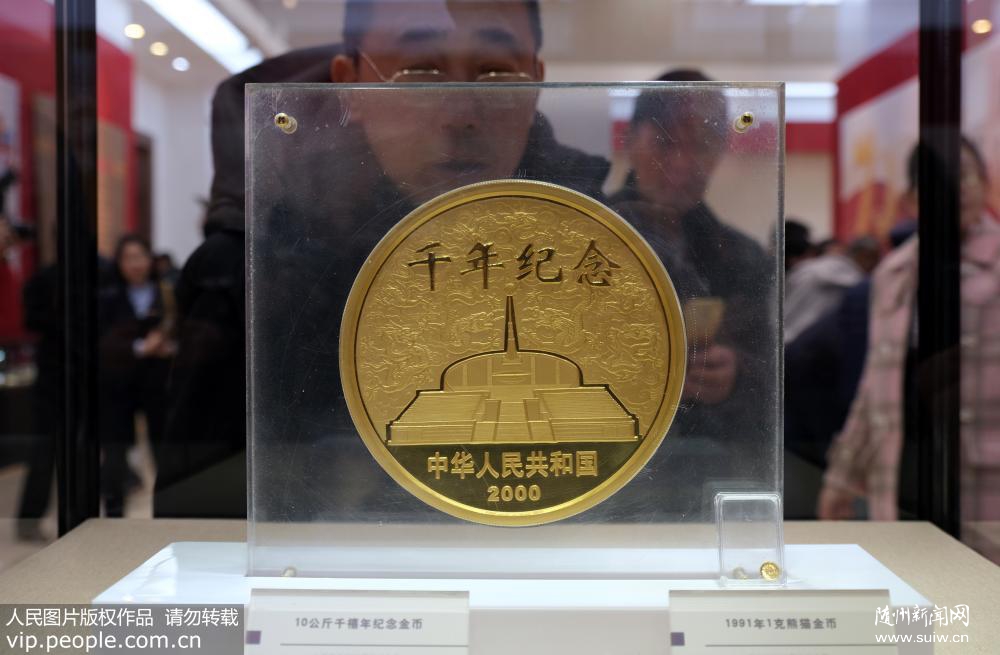 千年纪念
中华人民共和国
2000
10公斤千禧年纪念金币
1991年1克熊猫金币
人民图片版权作品 请勿转载
vip.people.com.cn
随州新闻网
www.suiw.cn